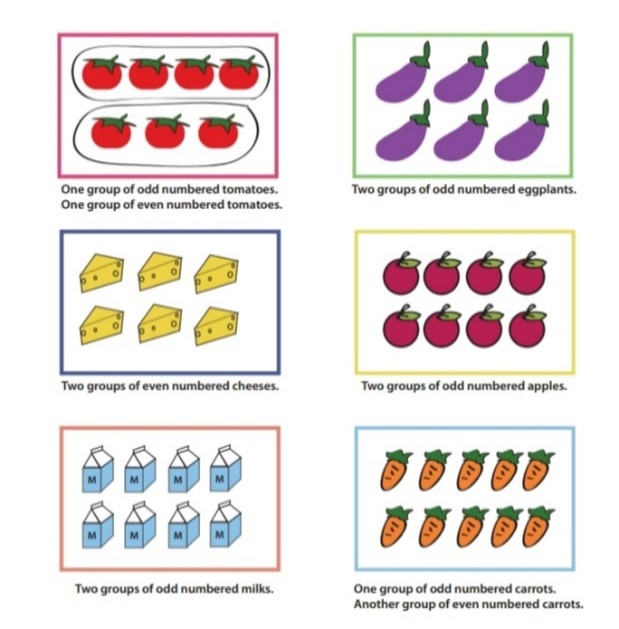 One group of odd numbered tomatoes.
One group of even numbered tomatoes.
Two groups of odd numbered eggplants.
Two groups of even numbered cheeses.
Two groups of odd numbered apples.
M M M M
M M M M
Two groups of odd numbered milks.
One group of odd numbered carrots.
Another group of even numbered carrots.